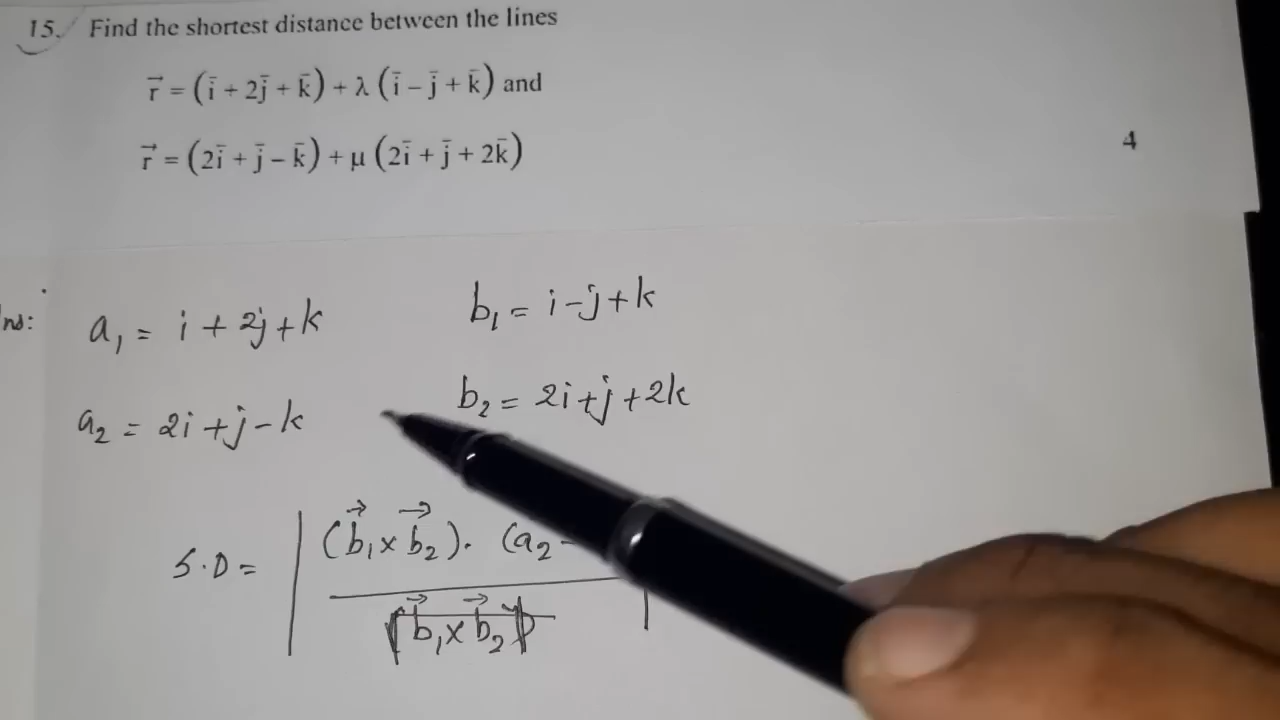 15. Find the shortest distance between the lines
r⃗ = (i̅ + 2j̅ + k̅) + λ (i̅ − j̅ + k̅) and
r⃗ = (2i̅ + j̅ − k̅) + μ (2i̅ + j̅ + 2k̅)
4
ns:
a₁ = i + 2j + k
b₁ = i − j + k
a₂ = 2i + j − k
b₂ = 2i + j + 2k
S.D = | (b⃗₁ × b⃗₂). (a₂ −
|b⃗₁ × b⃗₂| |